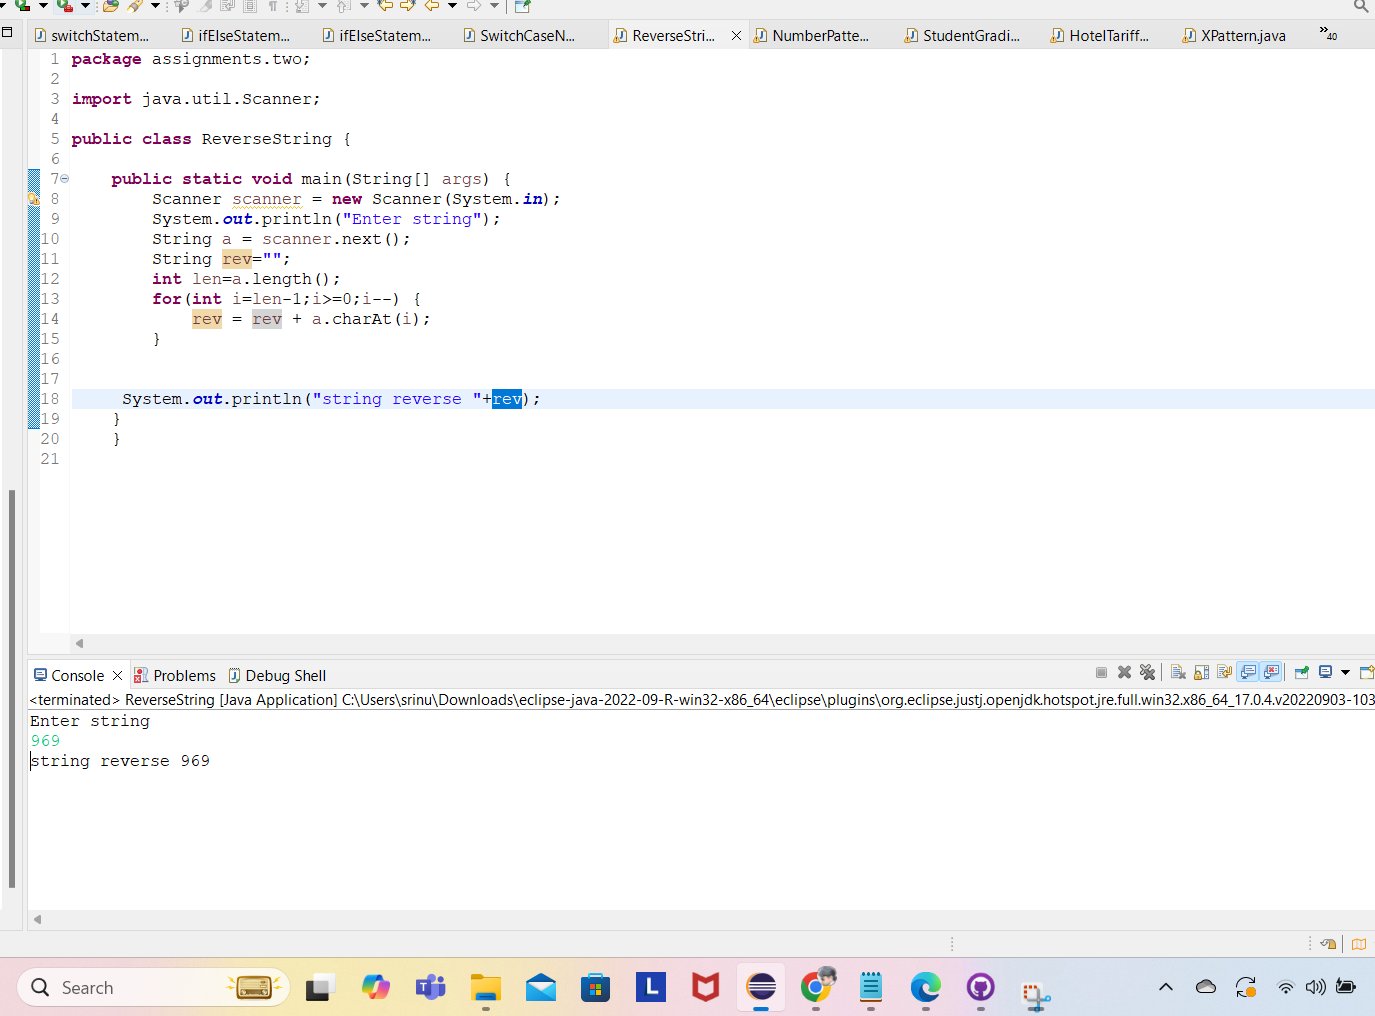 switchStatem... ifElseStatem... ifElseStatem... SwitchCaseN... ReverseStri... NumberPatte... StudentGradi... HotelTariff... XPattern.java »40
1 package assignments.two;
2
3 import java.util.Scanner;
4
5 public class ReverseString {
6
7 public static void main(String[] args) {
8 Scanner scanner = new Scanner(System.in);
9 System.out.println("Enter string");
10 String a = scanner.next();
11 String rev="";
12 int len=a.length();
13 for(int i=len-1;i>=0;i--) {
14 rev = rev + a.charAt(i);
15 }
16
17
18 System.out.println("string reverse "+rev);
19 }
20 }
21
Console Problems Debug Shell
<terminated> ReverseString [Java Application] C:\Users\srinu\Downloads\eclipse-java-2022-09-R-win32-x86_64\eclipse\plugins\org.eclipse.justj.openjdk.hotspot.jre.full.win32.x86_64_17.0.4.v20220903-103
Enter string
969
string reverse 969
Search